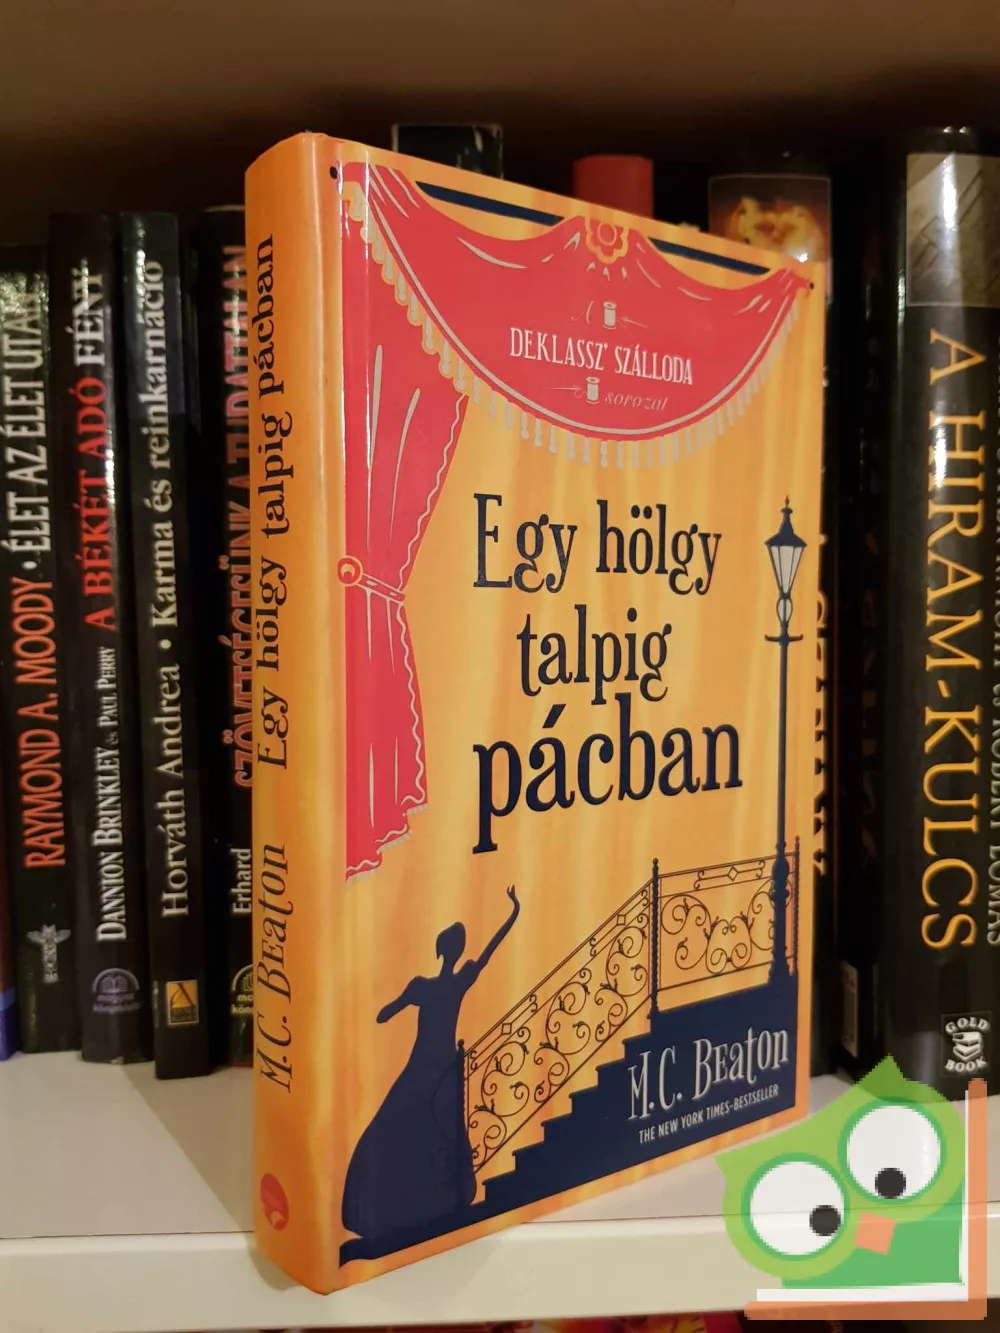 RAYMOND A. MOODY • ÉLET AZ ÉLET UTÁN
DANNION BRINKLEY és PAUL PERRY A BÉKÉT ADÓ FÉNY
Horváth Andrea • Karma és reinkarnáció
Erhard
M.C. BEaton Egy hölgy talpig pácban
A
DEKLASSZ' SZÁLLODA
sorozat
Egy hölgy
talpig
pácban
M.C. BEaton
THE NEW YORK TIMES-BESTSELLER
A HIRAM-KULCS
GOLD
BOOK